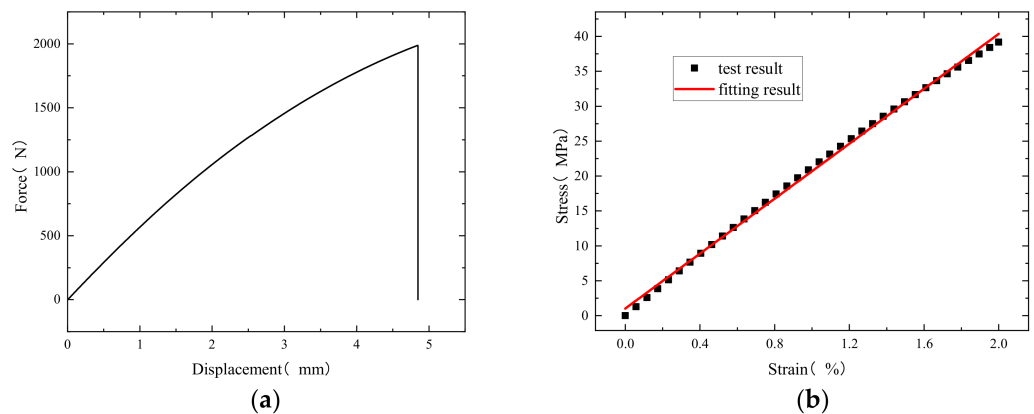 2000
1500
1000
500
0
Force( N)
0 1 2 3 4 5
Displacement( mm)
(a)
40
35
30
25
20
15
10
5
0
Stress( MPa)
test result
fitting result
0.0 0.4 0.8 1.2 1.6 2.0
Strain( %)
(b)